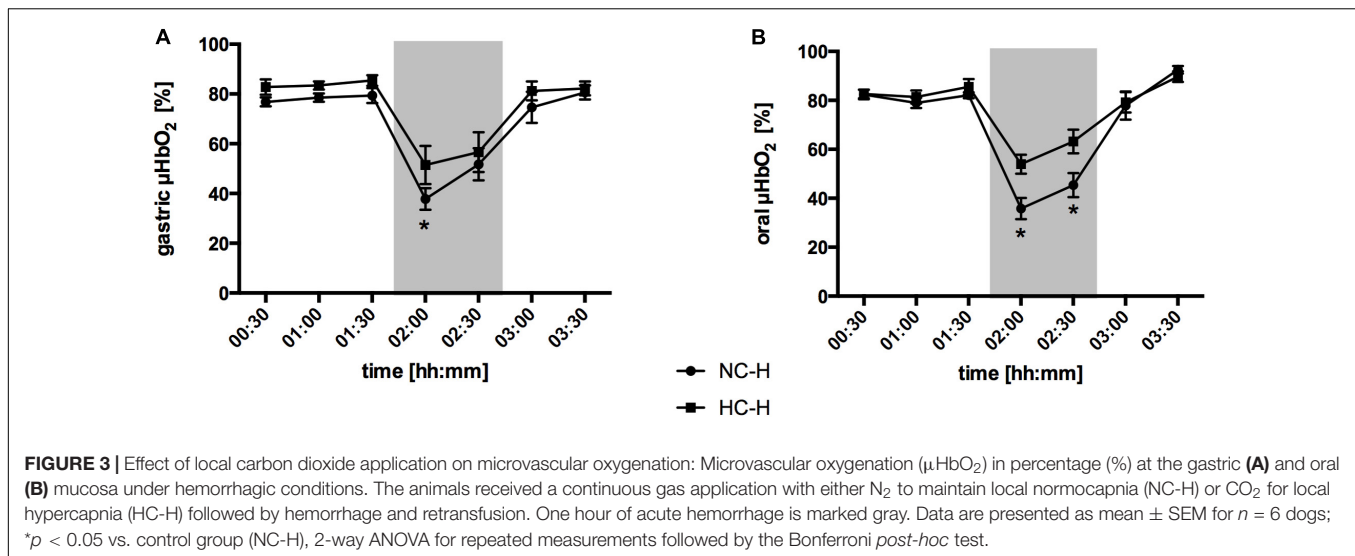 A
B
gastric μHbO₂ [%]
100
80
60
40
20
0
*
00:30 01:00 01:30 02:00 02:30 03:00 03:30
time [hh:mm]
oral μHbO₂ [%]
100
80
60
40
20
0
* *
00:30 01:00 01:30 02:00 02:30 03:00 03:30
time [hh:mm]
NC-H
HC-H
FIGURE 3 | Effect of local carbon dioxide application on microvascular oxygenation: Microvascular oxygenation (μHbO₂) in percentage (%) at the gastric (A) and oral
(B) mucosa under hemorrhagic conditions. The animals received a continuous gas application with either N₂ to maintain local normocapnia (NC-H) or CO₂ for local
hypercapnia (HC-H) followed by hemorrhage and retransfusion. One hour of acute hemorrhage is marked gray. Data are presented as mean ± SEM for n = 6 dogs;
*p < 0.05 vs. control group (NC-H), 2-way ANOVA for repeated measurements followed by the Bonferroni post-hoc test.